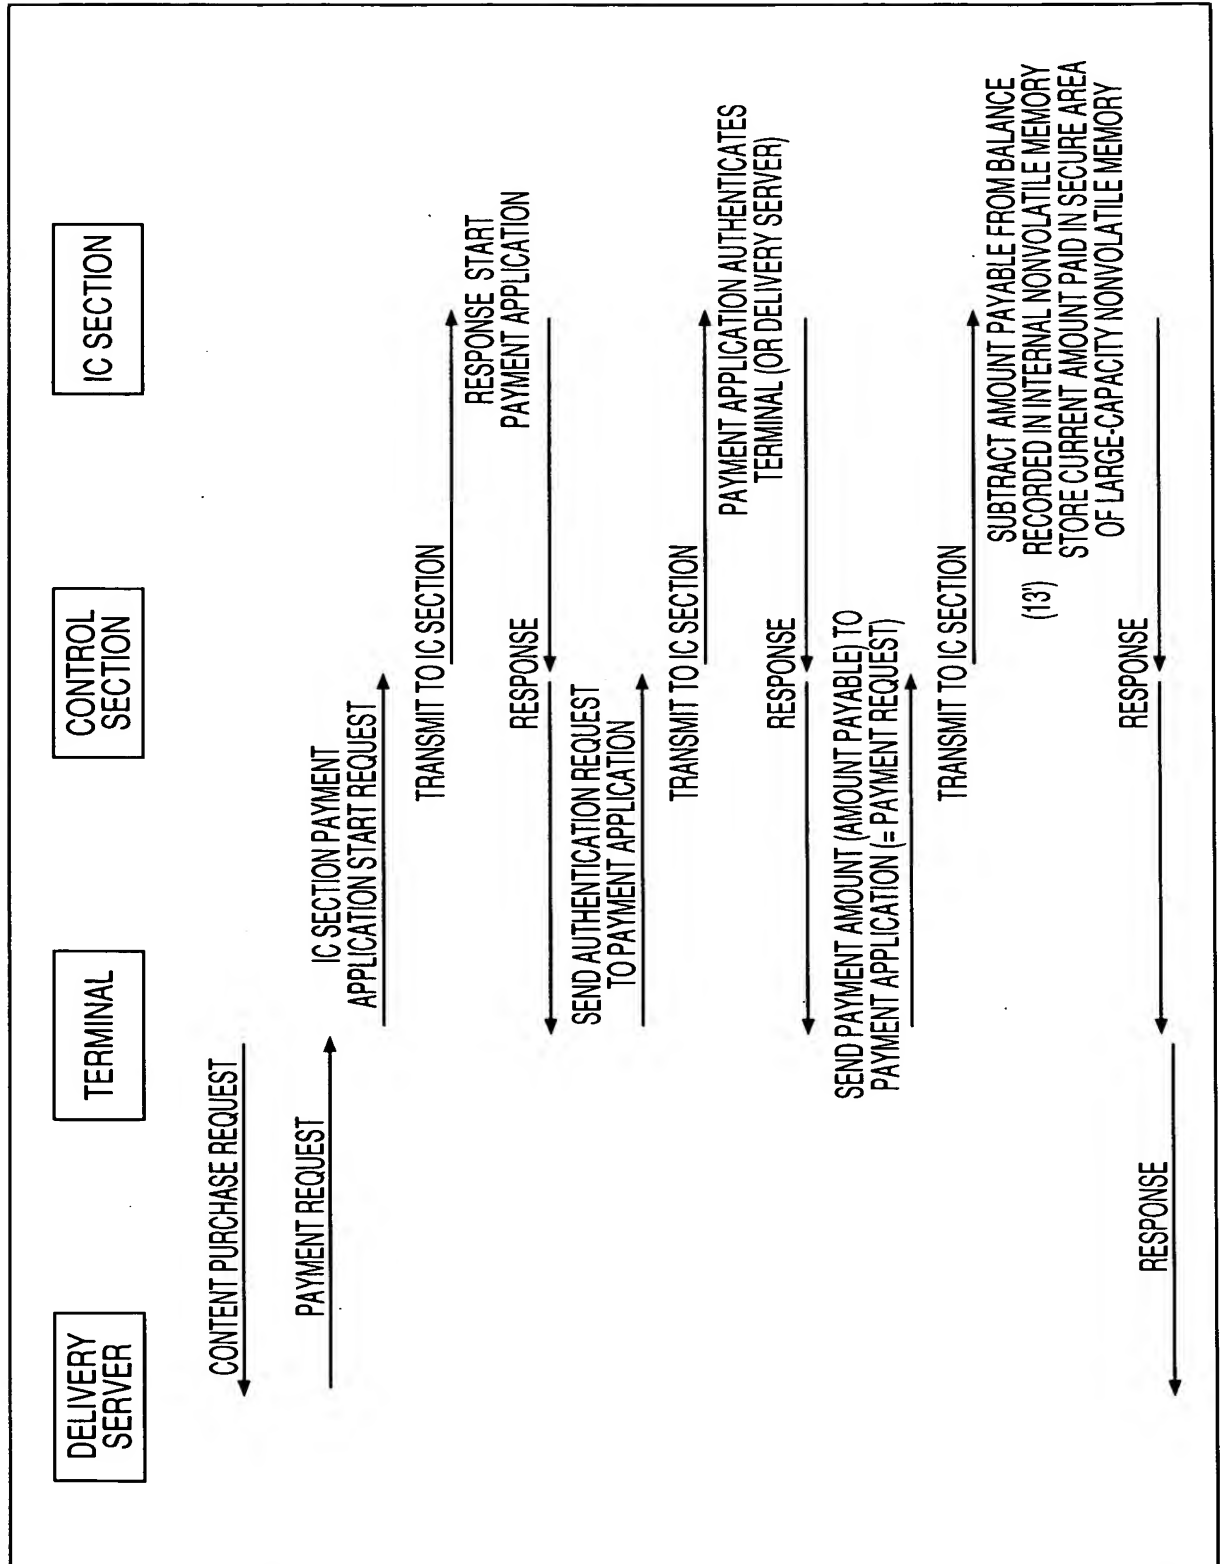 DELIVERY
SERVER
TERMINAL
CONTROL
SECTION
IC SECTION
CONTENT PURCHASE REQUEST
PAYMENT REQUEST
IC SECTION PAYMENT
APPLICATION START REQUEST
TRANSMIT TO IC SECTION
RESPONSE START
PAYMENT APPLICATION
RESPONSE
SEND AUTHENTICATION REQUEST
TO PAYMENT APPLICATION
TRANSMIT TO IC SECTION
PAYMENT APPLICATION AUTHENTICATES
TERMINAL (OR DELIVERY SERVER)
RESPONSE
SEND PAYMENT AMOUNT (AMOUNT PAYABLE) TO
PAYMENT APPLICATION (= PAYMENT REQUEST)
TRANSMIT TO IC SECTION
SUBTRACT AMOUNT PAYABLE FROM BALANCE
(13') RECORDED IN INTERNAL NONVOLATILE MEMORY
STORE CURRENT AMOUNT PAID IN SECURE AREA
OF LARGE-CAPACITY NONVOLATILE MEMORY
RESPONSE
RESPONSE